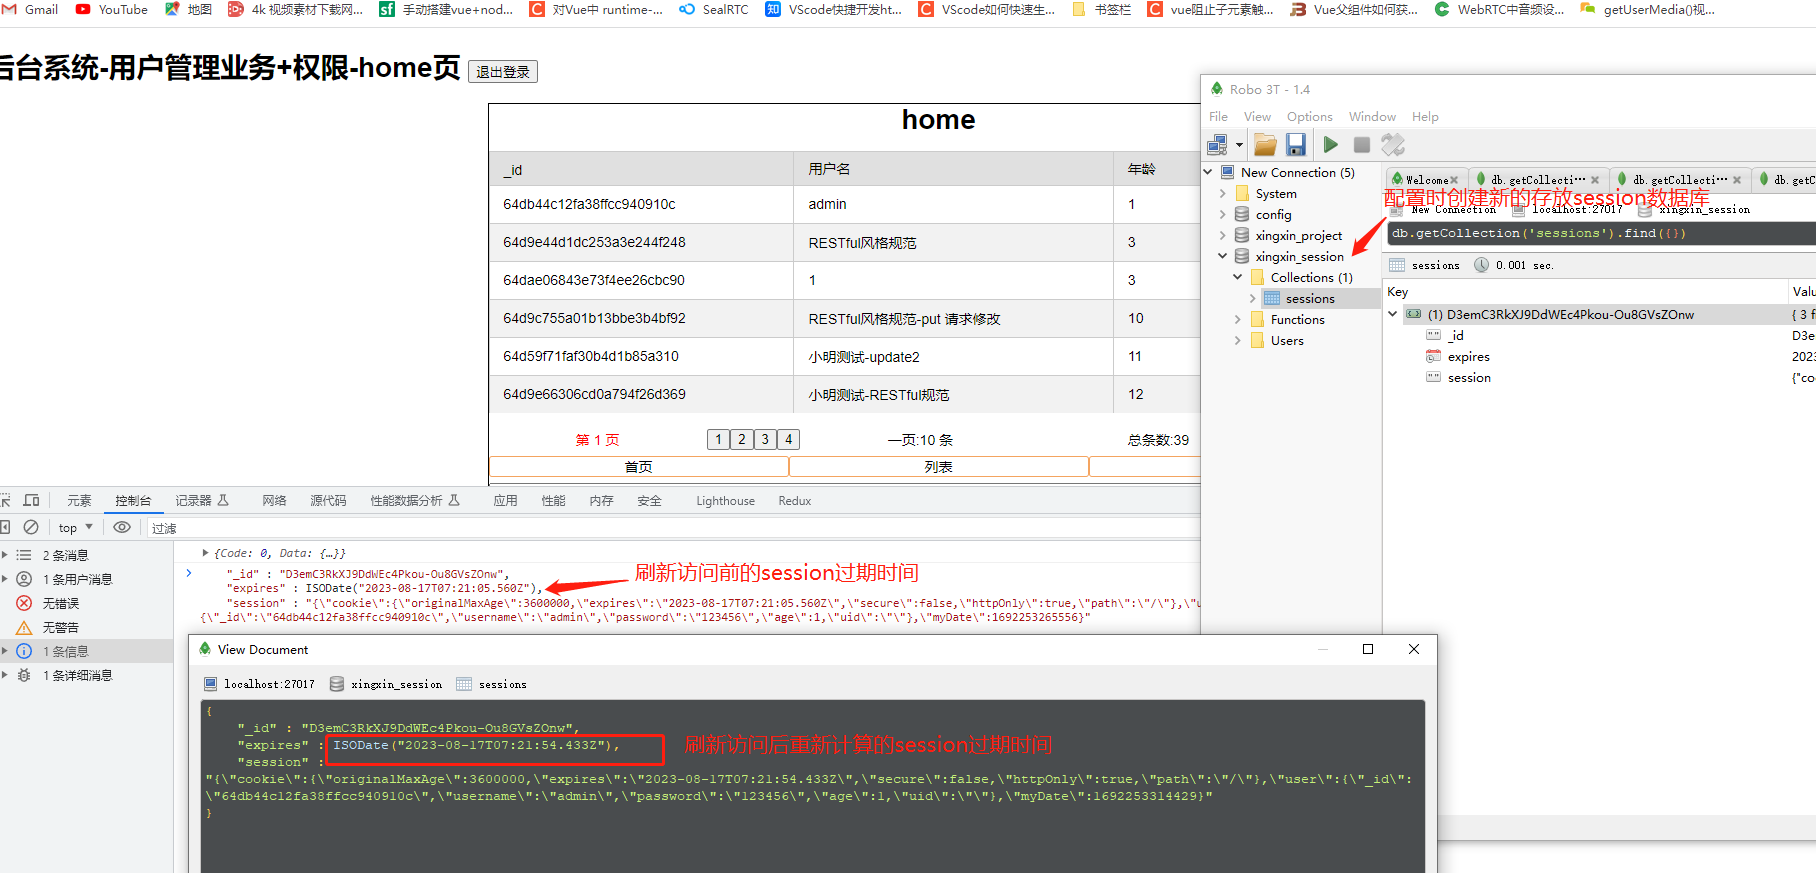 Gmail YouTube 地图 4k 视频素材下载网... 手动搭建vue+nod... 对Vue中 runtime-... SealRTC VScode快捷开发ht... VScode如何快速生... 书签栏 vue阻止子元素触... Vue父组件如何获... WebRTC中音频设... getUserMedia()视...
后台系统-用户管理业务+权限-home页 退出登录
home
_id 用户名 年龄
64db44c12fa38ffcc940910c admin 1
64d9e44d1dc253a3e244f248 RESTful风格规范 3
64dae06843e73f4ee26cbc90 1 3
64d9c755a01b13bbe3b4bf92 RESTful风格规范-put 请求修改 10
64d59f71faf30b4d1b85a310 小明测试-update2 11
64d9e66306cd0a794f26d369 小明测试-RESTful规范 12
第 1 页 1 2 3 4 一页:10 条 总条数:39
首页 列表
Robo 3T - 1.4
File View Options Window Help
New Connection (5)
System
config
xingxin_project
xingxin_session
Collections (1)
sessions
Functions
Users
Welcome db.getCollecti... db.getCollecti... db.getC
配置时创建新的存放session数据库
New Connection localhost:27017 xingxin_session
db.getCollection('sessions').find({})
sessions 0.001 sec.
Key Valu
(1) D3emC3RkXJ9DdWEc4Pkou-Ou8GVsZOnw { 3 f
_id D3e
expires 2023
session {"co
元素 控制台 记录器 网络 源代码 性能数据分析 应用 性能 内存 安全 Lighthouse Redux
top 过滤
2 条消息
1 条用户消息
无错误
无警告
1 条信息
1 条详细消息
{Code: 0, Data: {…}}
"_id" : "D3emC3RkXJ9DdWEc4Pkou-Ou8GVsZOnw",
"expires" : ISODate("2023-08-17T07:21:05.560Z"),
刷新访问前的session过期时间
"session" : "{\"cookie\":{\"originalMaxAge\":3600000,\"expires\":\"2023-08-17T07:21:05.560Z\",\"secure\":false,\"httpOnly\":true,\"path\":\"/\"},\"u
{\"_id\":\"64db44c12fa38ffcc940910c\",\"username\":\"admin\",\"password\":\"123456\",\"age\":1,\"uid\":\"\"},\"myDate\":1692253265556}"
View Document
localhost:27017 xingxin_session sessions
{
"_id" : "D3emC3RkXJ9DdWEc4Pkou-Ou8GVsZOnw",
"expires" : ISODate("2023-08-17T07:21:54.433Z"),
刷新访问后重新计算的session过期时间
"session" :
"{\"cookie\":{\"originalMaxAge\":3600000,\"expires\":\"2023-08-17T07:21:54.433Z\",\"secure\":false,\"httpOnly\":true,\"path\":\"/\"},\"user\":{\"_id\":
\"64db44c12fa38ffcc940910c\",\"username\":\"admin\",\"password\":\"123456\",\"age\":1,\"uid\":\"\"},\"myDate\":1692253314429}"
}